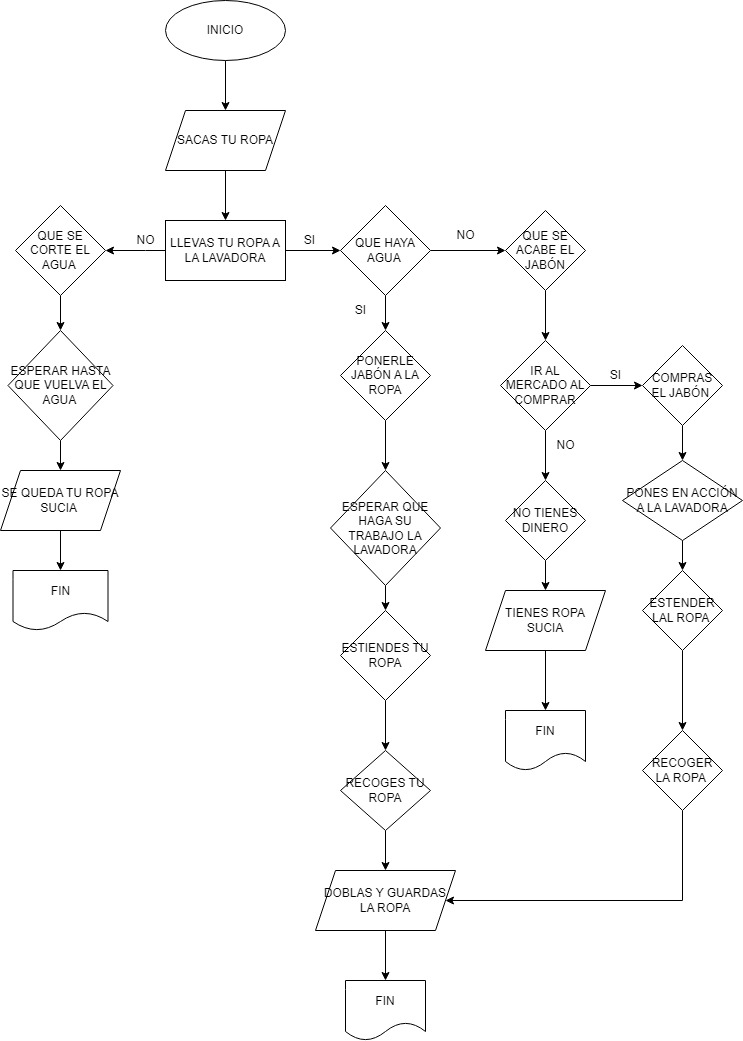 INICIO
SACAS TU ROPA
QUE SE
CORTE EL
AGUA
NO
LLEVAS TU ROPA A
LA LAVADORA
SI
QUE HAYA
AGUA
NO
QUE SE
ACABE EL
JABÓN
SI
ESPERAR HASTA
QUE VUELVA EL
AGUA
PONERLE
JABÓN A LA
ROPA
IR AL
MERCADO AL
COMPRAR
SI
COMPRAS
EL JABÓN
NO
SE QUEDA TU ROPA
SUCIA
ESPERAR QUE
HAGA SU
TRABAJO LA
LAVADORA
NO TIENES
DINERO
PONES EN ACCIÓN
A LA LAVADORA
FIN
ESTIENDES TU
ROPA
TIENES ROPA
SUCIA
ESTENDER
LAL ROPA
FIN
RECOGES TU
ROPA
RECOGER
LA ROPA
DOBLAS Y GUARDAS
LA ROPA
FIN